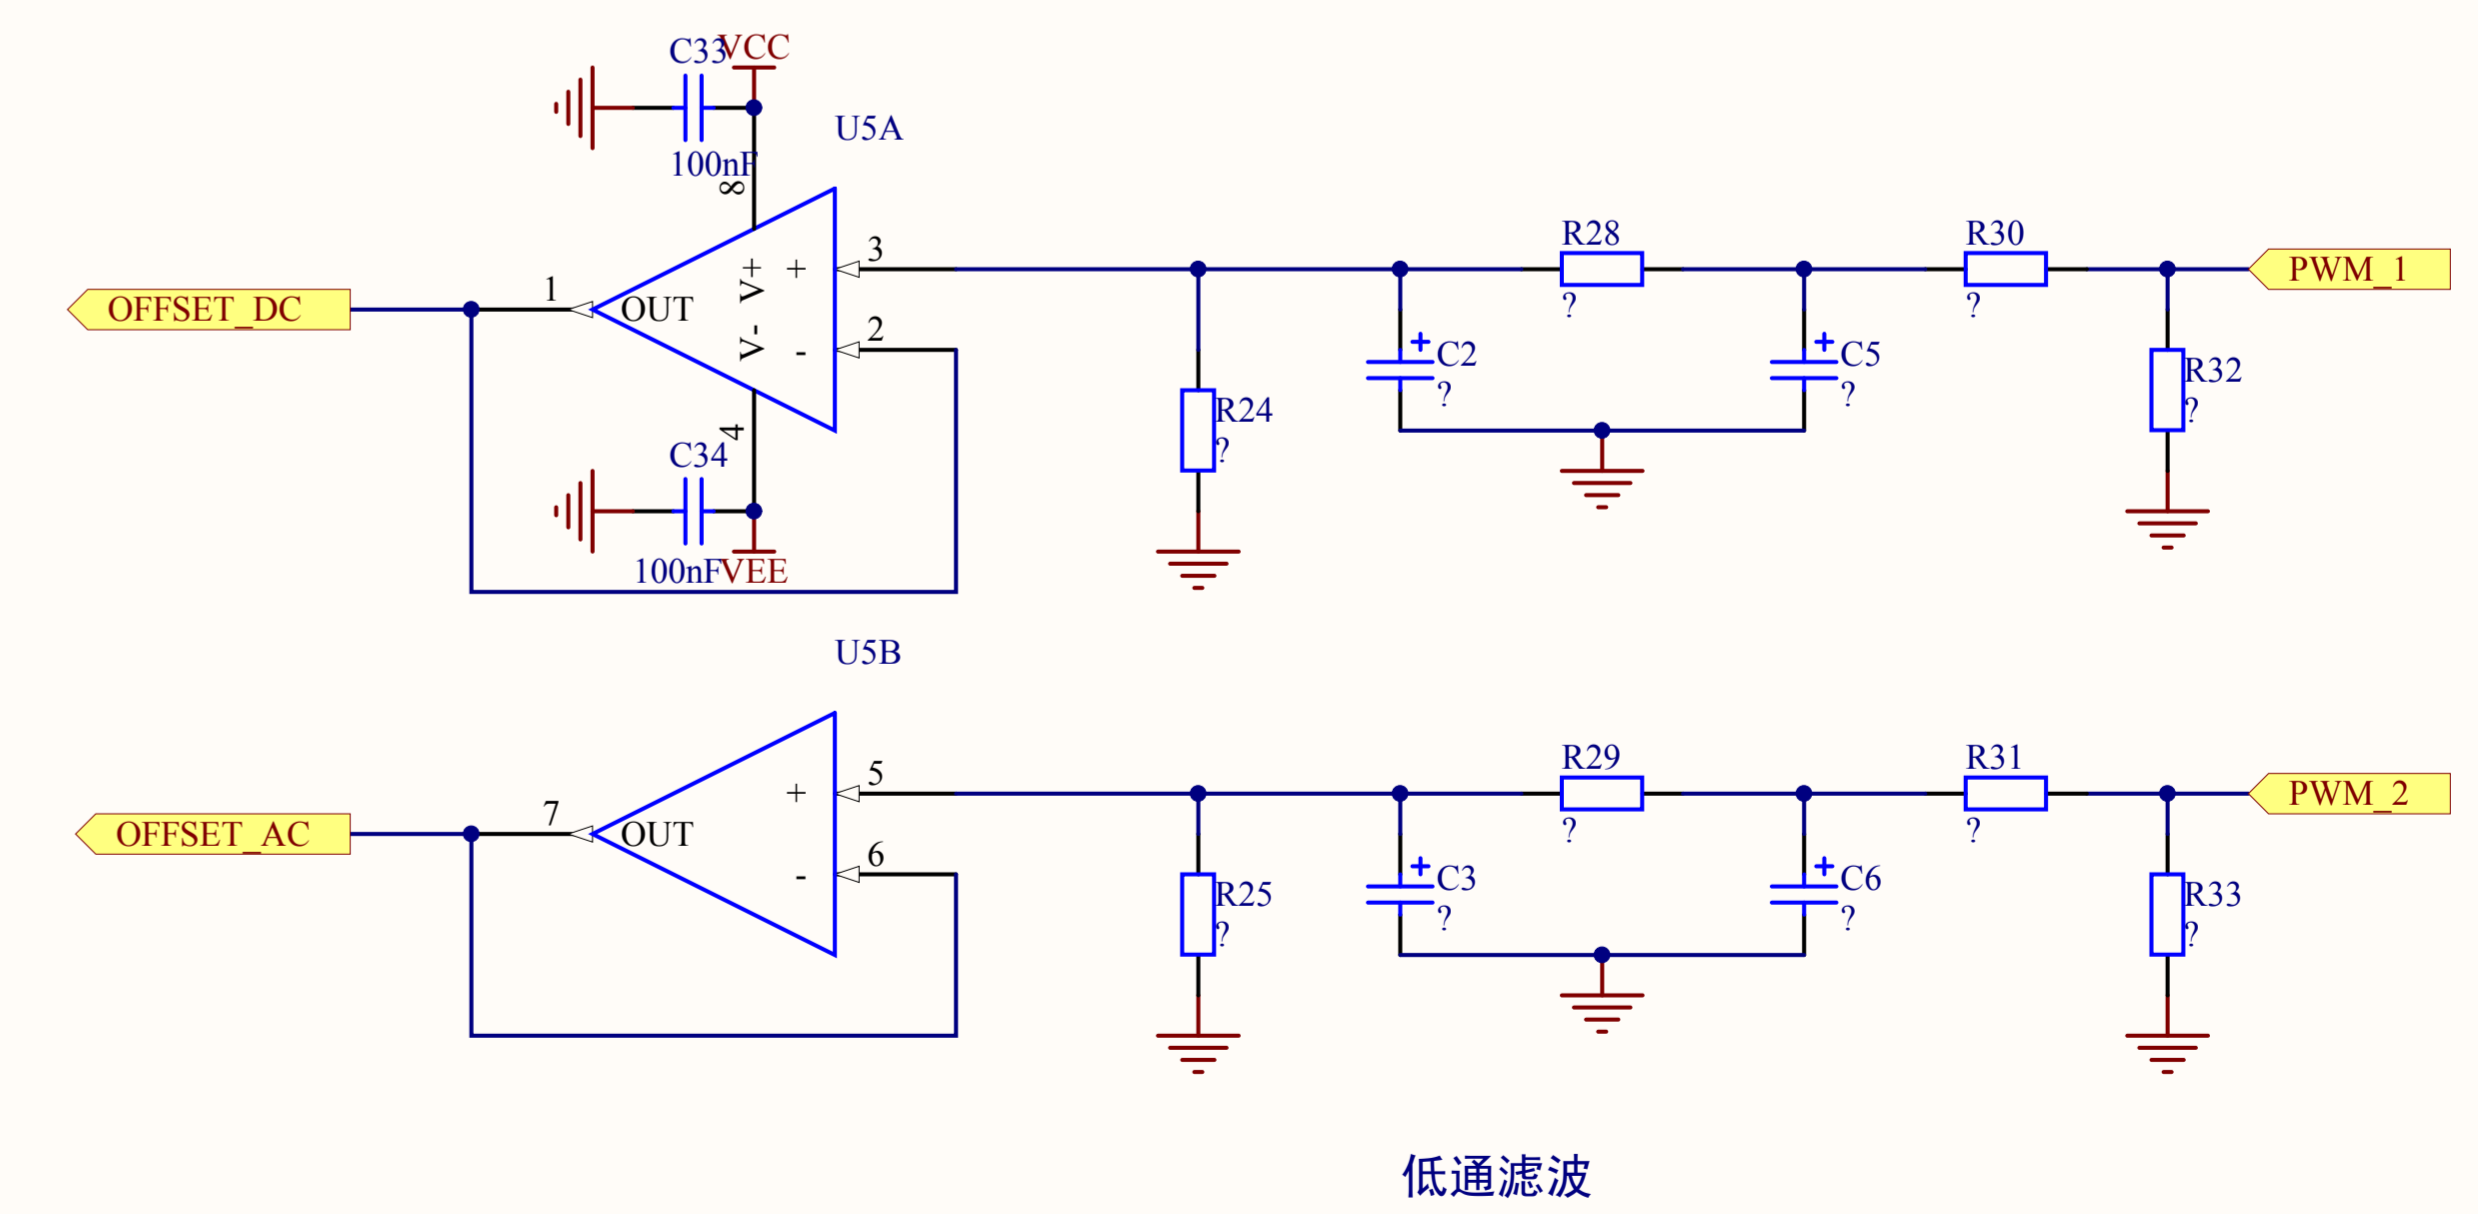 C33
VCC
100nF
8
U5A
V+
+
3
V-
-
2
1
OUT
OFFSET_DC
4
C34
100nF
VEE
R24
?
C2
?
R28
?
C5
?
R30
?
R32
?
PWM_1
U5B
+
5
-
6
7
OUT
OFFSET_AC
R25
?
C3
?
R29
?
C6
?
R31
?
R33
?
PWM_2
低通滤波